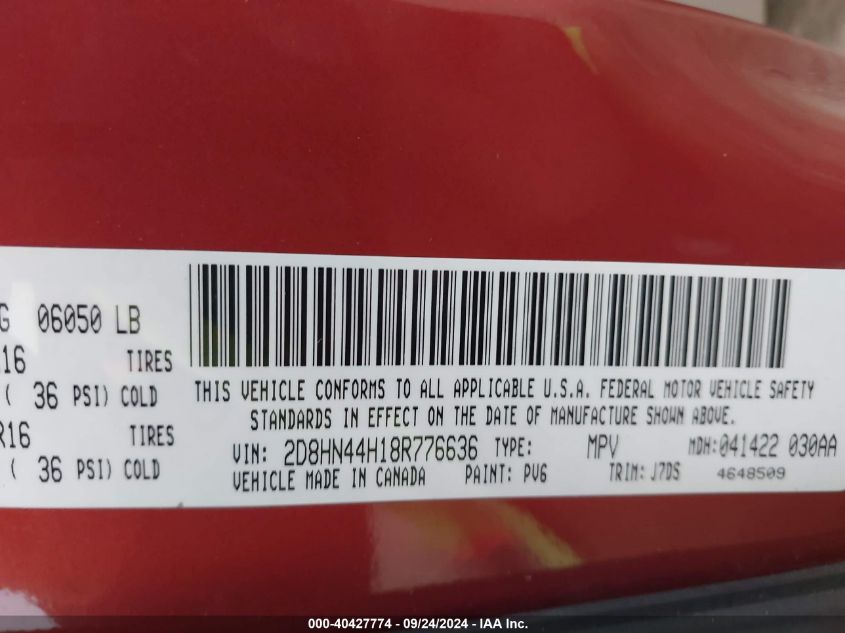 G 06050 LB
16 TIRES
( 36 PSI) COLD
R16 TIRES
( 36 PSI) COLD
THIS VEHICLE CONFORMS TO ALL APPLICABLE U.S.A. FEDERAL MOTOR VEHICLE SAFETY
STANDARDS IN EFFECT ON THE DATE OF MANUFACTURE SHOWN ABOVE.
VIN: 2D8HN44H18R776636 TYPE: MPV MDH:041422 030AA
VEHICLE MADE IN CANADA PAINT: PV6 TRIM: J7DS 4648509
000-40427774 - 09/24/2024 - IAA Inc.